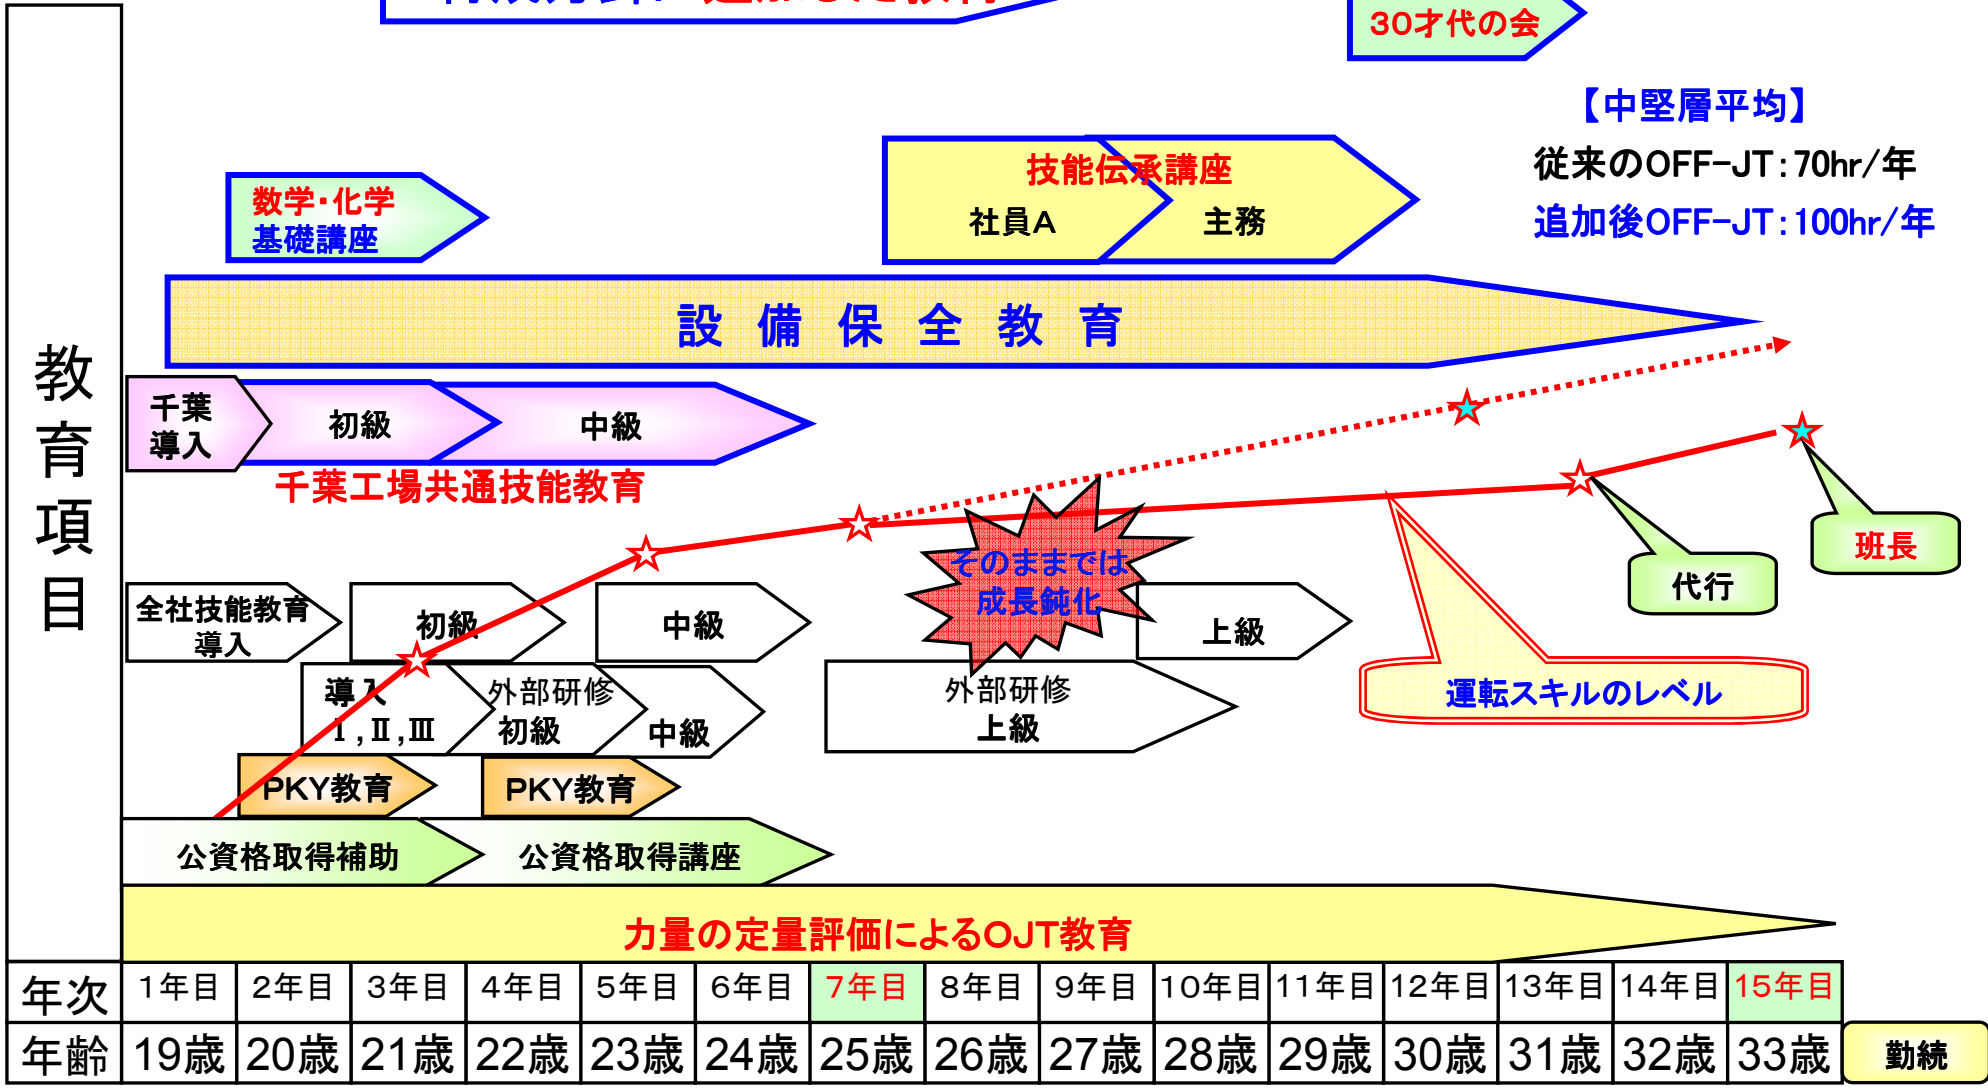 30才代の会
【中堅層平均】
従来のOFF-JT:70hr/年
追加後OFF-JT:100hr/年
技能伝承講座
社員A
主務
数学・化学
基礎講座
設備保全教育
教育項目
千葉
導入
初級
中級
千葉工場共通技能教育
そのままでは
成長鈍化
班長
代行
運転スキルのレベル
全社技能教育
導入
初級
中級
上級
導入
Ⅰ,Ⅱ,Ⅲ
外部研修
初級
中級
外部研修
上級
PKY教育
PKY教育
公資格取得補助
公資格取得講座
力量の定量評価によるOJT教育
年次 1年目 2年目 3年目 4年目 5年目 6年目 7年目 8年目 9年目 10年目 11年目 12年目 13年目 14年目 15年目
年齢 19歳 20歳 21歳 22歳 23歳 24歳 25歳 26歳 27歳 28歳 29歳 30歳 31歳 32歳 33歳 勤続